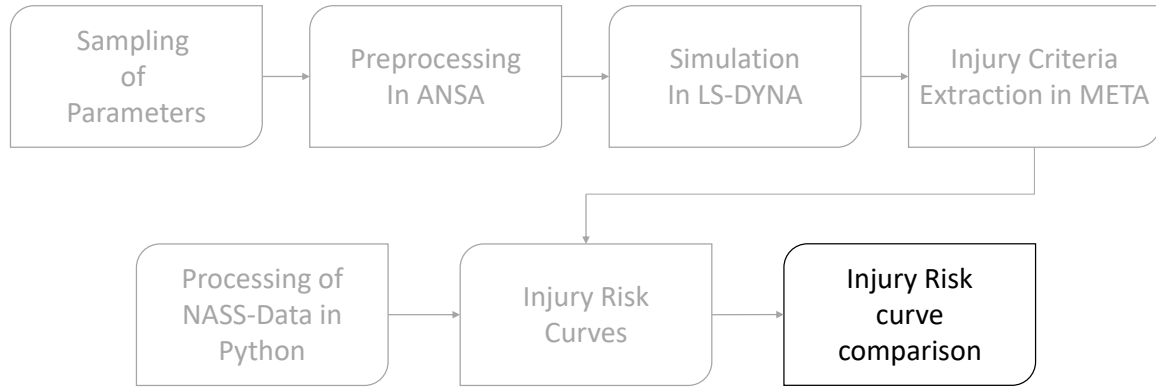 Sampling
of
Parameters
Preprocessing
In ANSA
Simulation
In LS-DYNA
Injury Criteria
Extraction in META
Processing of
NASS-Data in
Python
Injury Risk
Curves
Injury Risk
curve
comparison